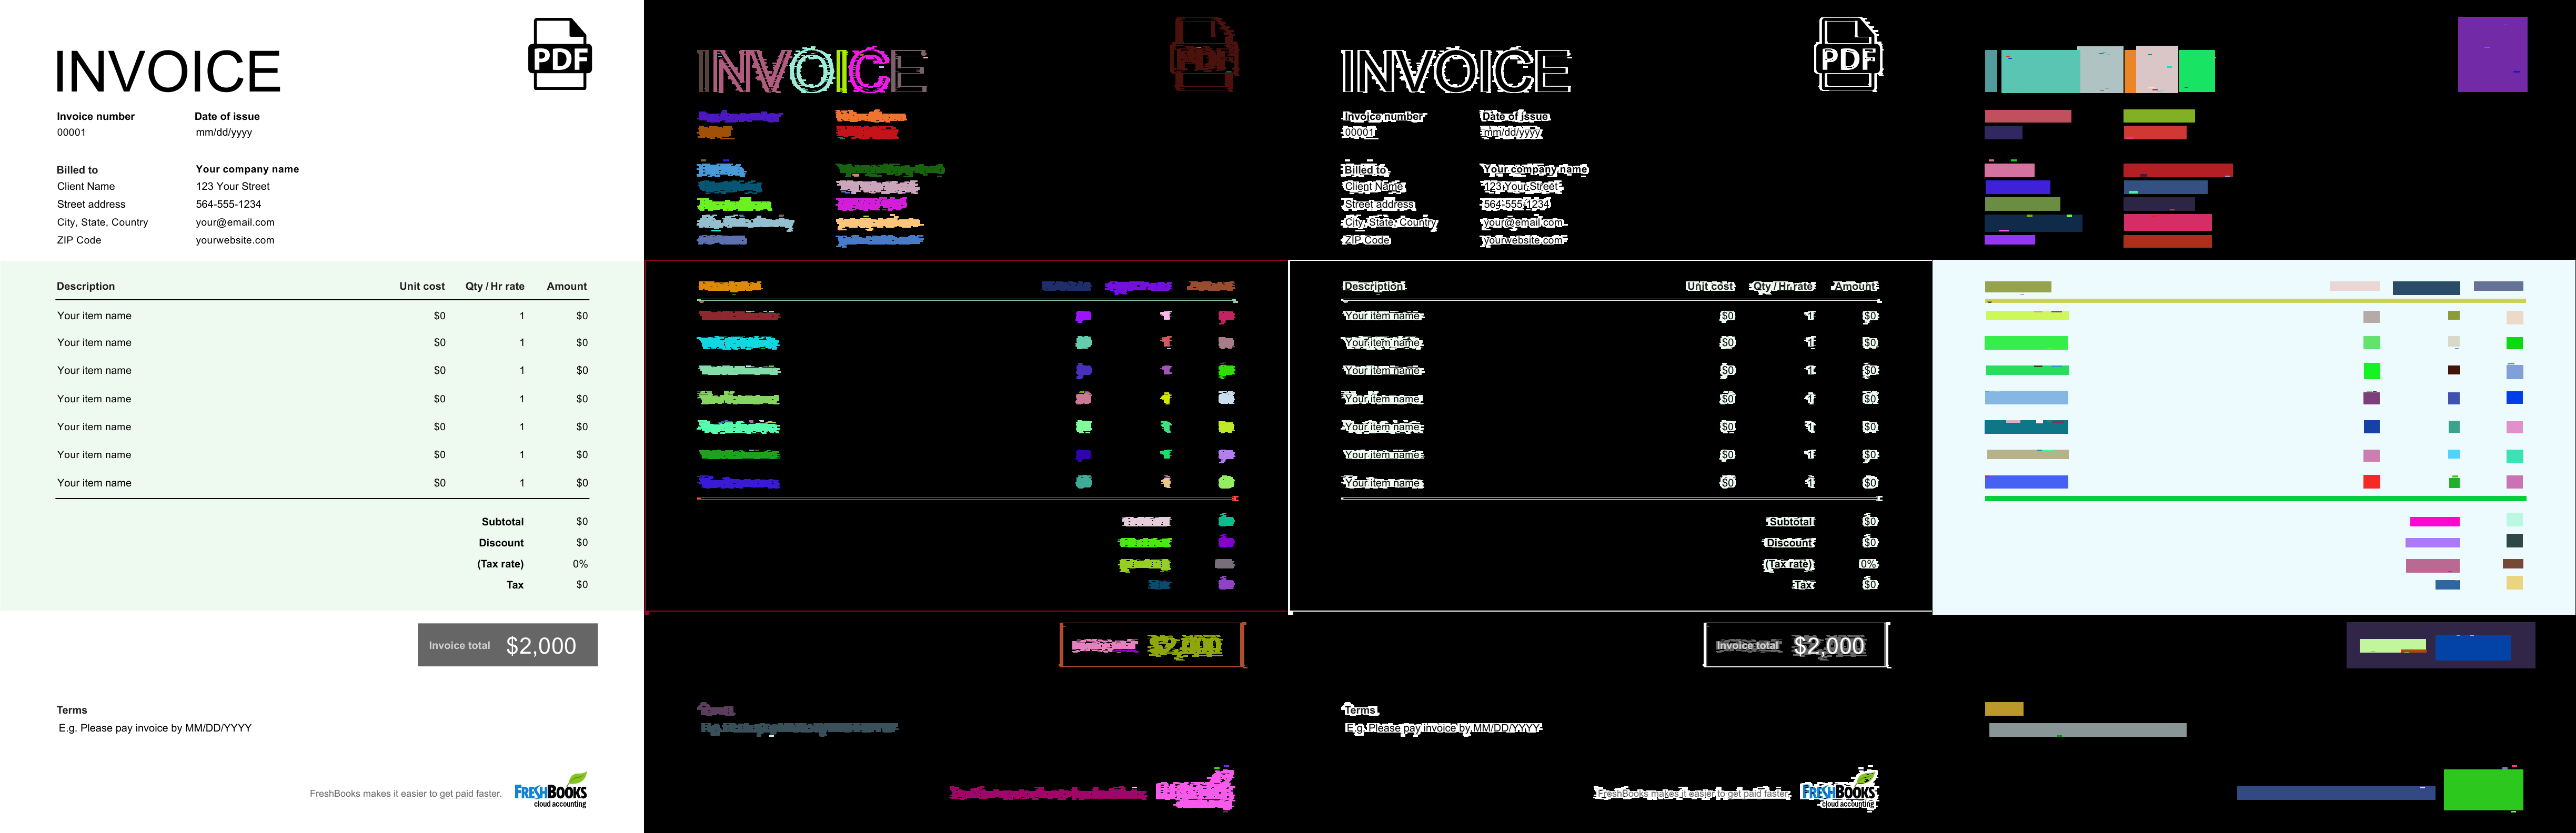 INVOICE
PDF
Invoice number Date of issue
00001 mm/dd/yyyy
Billed to Your company name
Client Name 123 Your Street
Street address 564-555-1234
City, State, Country your@email.com
ZIP Code yourwebsite.com
Description Unit cost Qty / Hr rate Amount
Your item name $0 1 $0
Your item name $0 1 $0
Your item name $0 1 $0
Your item name $0 1 $0
Your item name $0 1 $0
Your item name $0 1 $0
Your item name $0 1 $0
Subtotal $0
Discount $0
(Tax rate) 0%
Tax $0
Invoice total $2,000
Terms
E.g. Please pay invoice by MM/DD/YYYY
FreshBooks makes it easier to get paid faster.
FRESHBOOKS
cloud accounting
INVOICE
PDF
$2,000
INVOICE
PDF
Invoice number Date of issue
00001 mm/dd/yyyy
Billed to Your company name
Client Name 123 Your Street
Street address 564-555-1234
City, State, Country your@email.com
ZIP Code yourwebsite.com
Description Unit cost Qty / Hr rate Amount
Your item name $0 1 $0
Your item name $0 1 $0
Your item name $0 1 $0
Your item name $0 1 $0
Your item name $0 1 $0
Your item name $0 1 $0
Your item name $0 1 $0
Subtotal $0
Discount $0
(Tax rate) 0%
Tax $0
Invoice total $2,000
Terms
E.g. Please pay invoice by MM/DD/YYYY
FreshBooks makes it easier to get paid faster.
FRESHBOOKS
cloud accounting